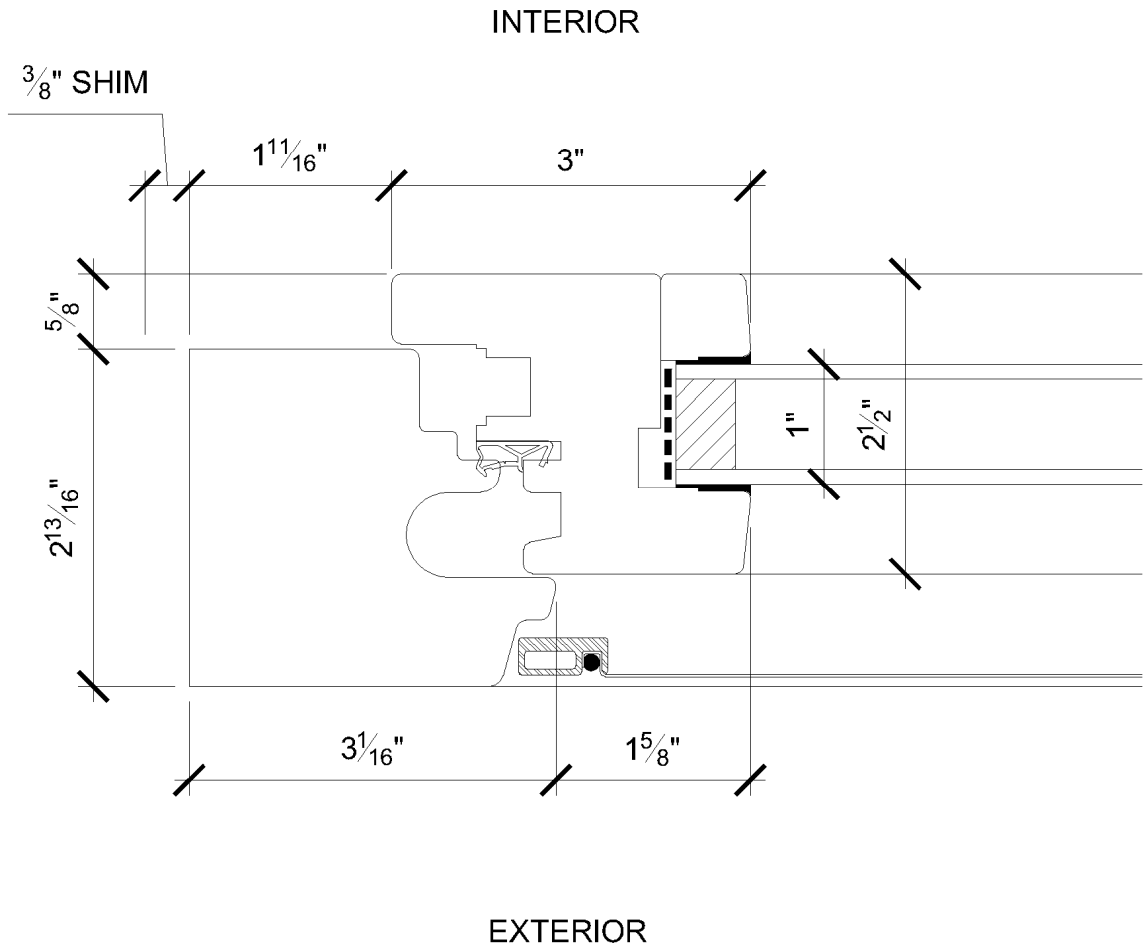 INTERIOR
3/8" SHIM
1 11/16"
3"
5/8"
1"
2 1/2"
2 13/16"
3 1/16"
1 5/8"
EXTERIOR